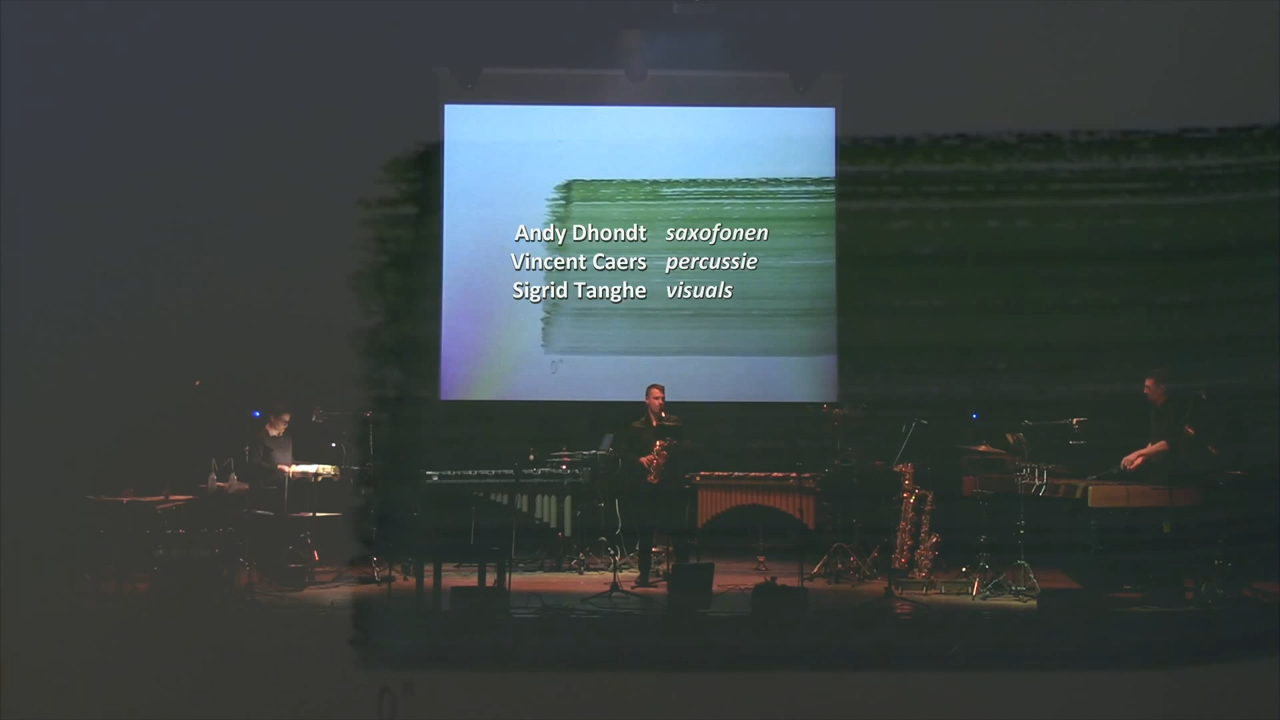 Andy Dhondt saxofonen
Vincent Caers percussie
Sigrid Tanghe visuals